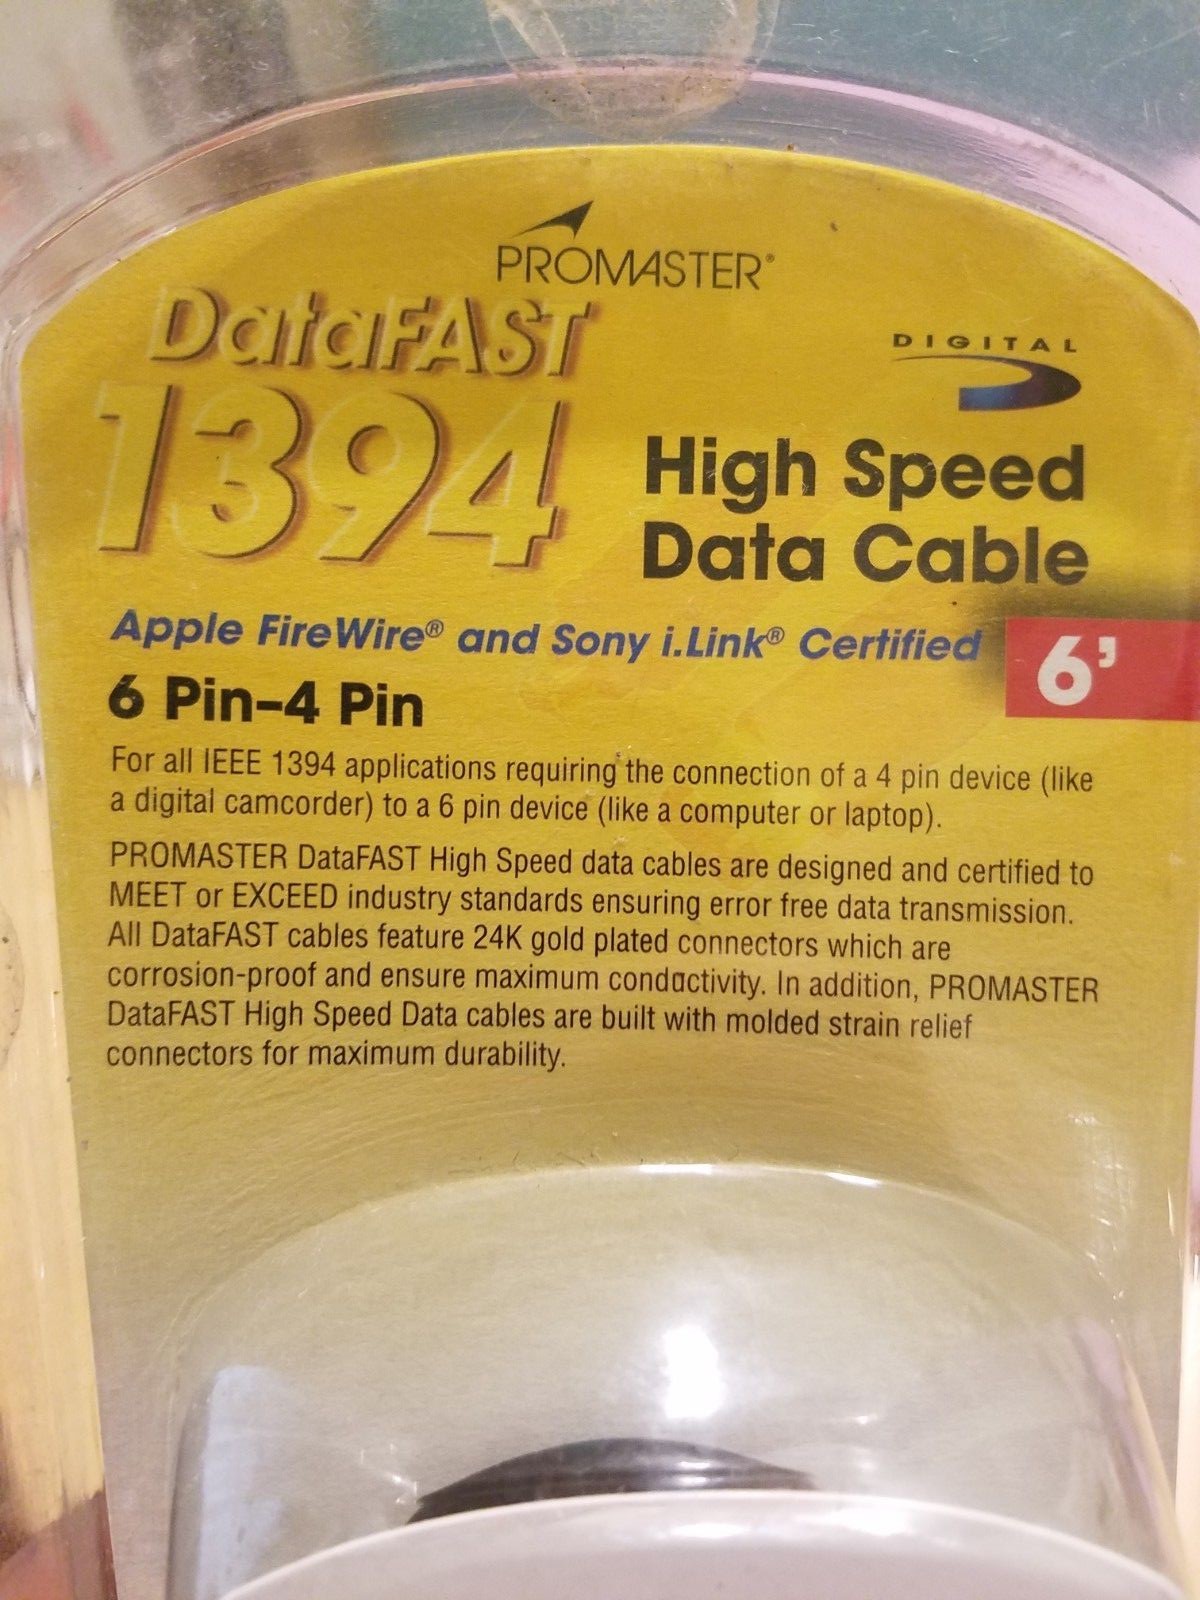 PROMASTER®
DataFAST
1394
DIGITAL
High Speed
Data Cable
Apple FireWire® and Sony i.Link® Certified
6'
6 Pin–4 Pin
For all IEEE 1394 applications requiring the connection of a 4 pin device (like
a digital camcorder) to a 6 pin device (like a computer or laptop).
PROMASTER DataFAST High Speed data cables are designed and certified to
MEET or EXCEED industry standards ensuring error free data transmission.
All DataFAST cables feature 24K gold plated connectors which are
corrosion-proof and ensure maximum condactivity. In addition, PROMASTER
DataFAST High Speed Data cables are built with molded strain relief
connectors for maximum durability.